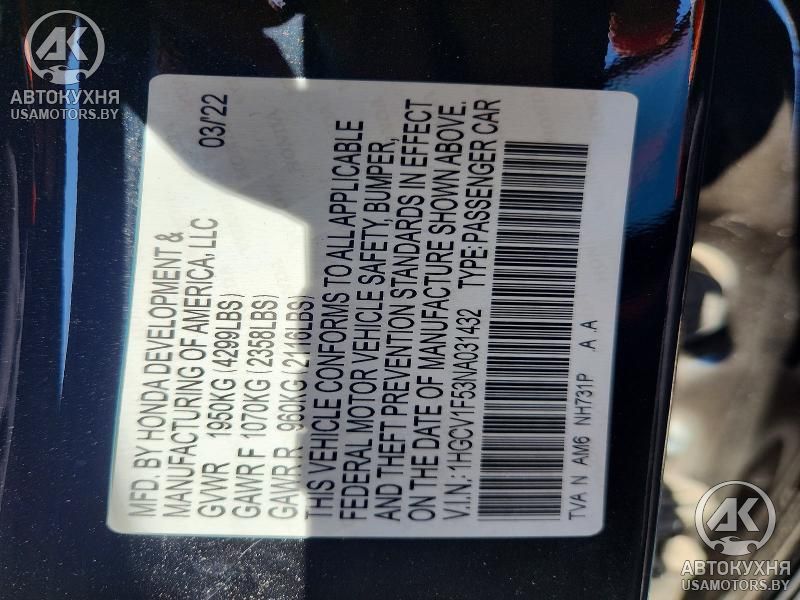 AK
АВТОКУХНЯ
USAMOTORS.BY
MFD. BY HONDA DEVELOPMENT & 03/'22
MANUFACTURING OF AMERICA, LLC
GVWR 1950KG (4299LBS)
GAWR F 1070KG (2358LBS)
GAWR R 960KG (2116LBS)
THIS VEHICLE CONFORMS TO ALL APPLICABLE
FEDERAL MOTOR VEHICLE SAFETY, BUMPER,
AND THEFT PREVENTION STANDARDS IN EFFECT
ON THE DATE OF MANUFACTURE SHOWN ABOVE.
V.I.N.: 1HGCV1F53NA031432 TYPE: PASSENGER CAR
TVA N AM6 NH731P .A .A
AK
АВТОКУХНЯ
USAMOTORS.BY